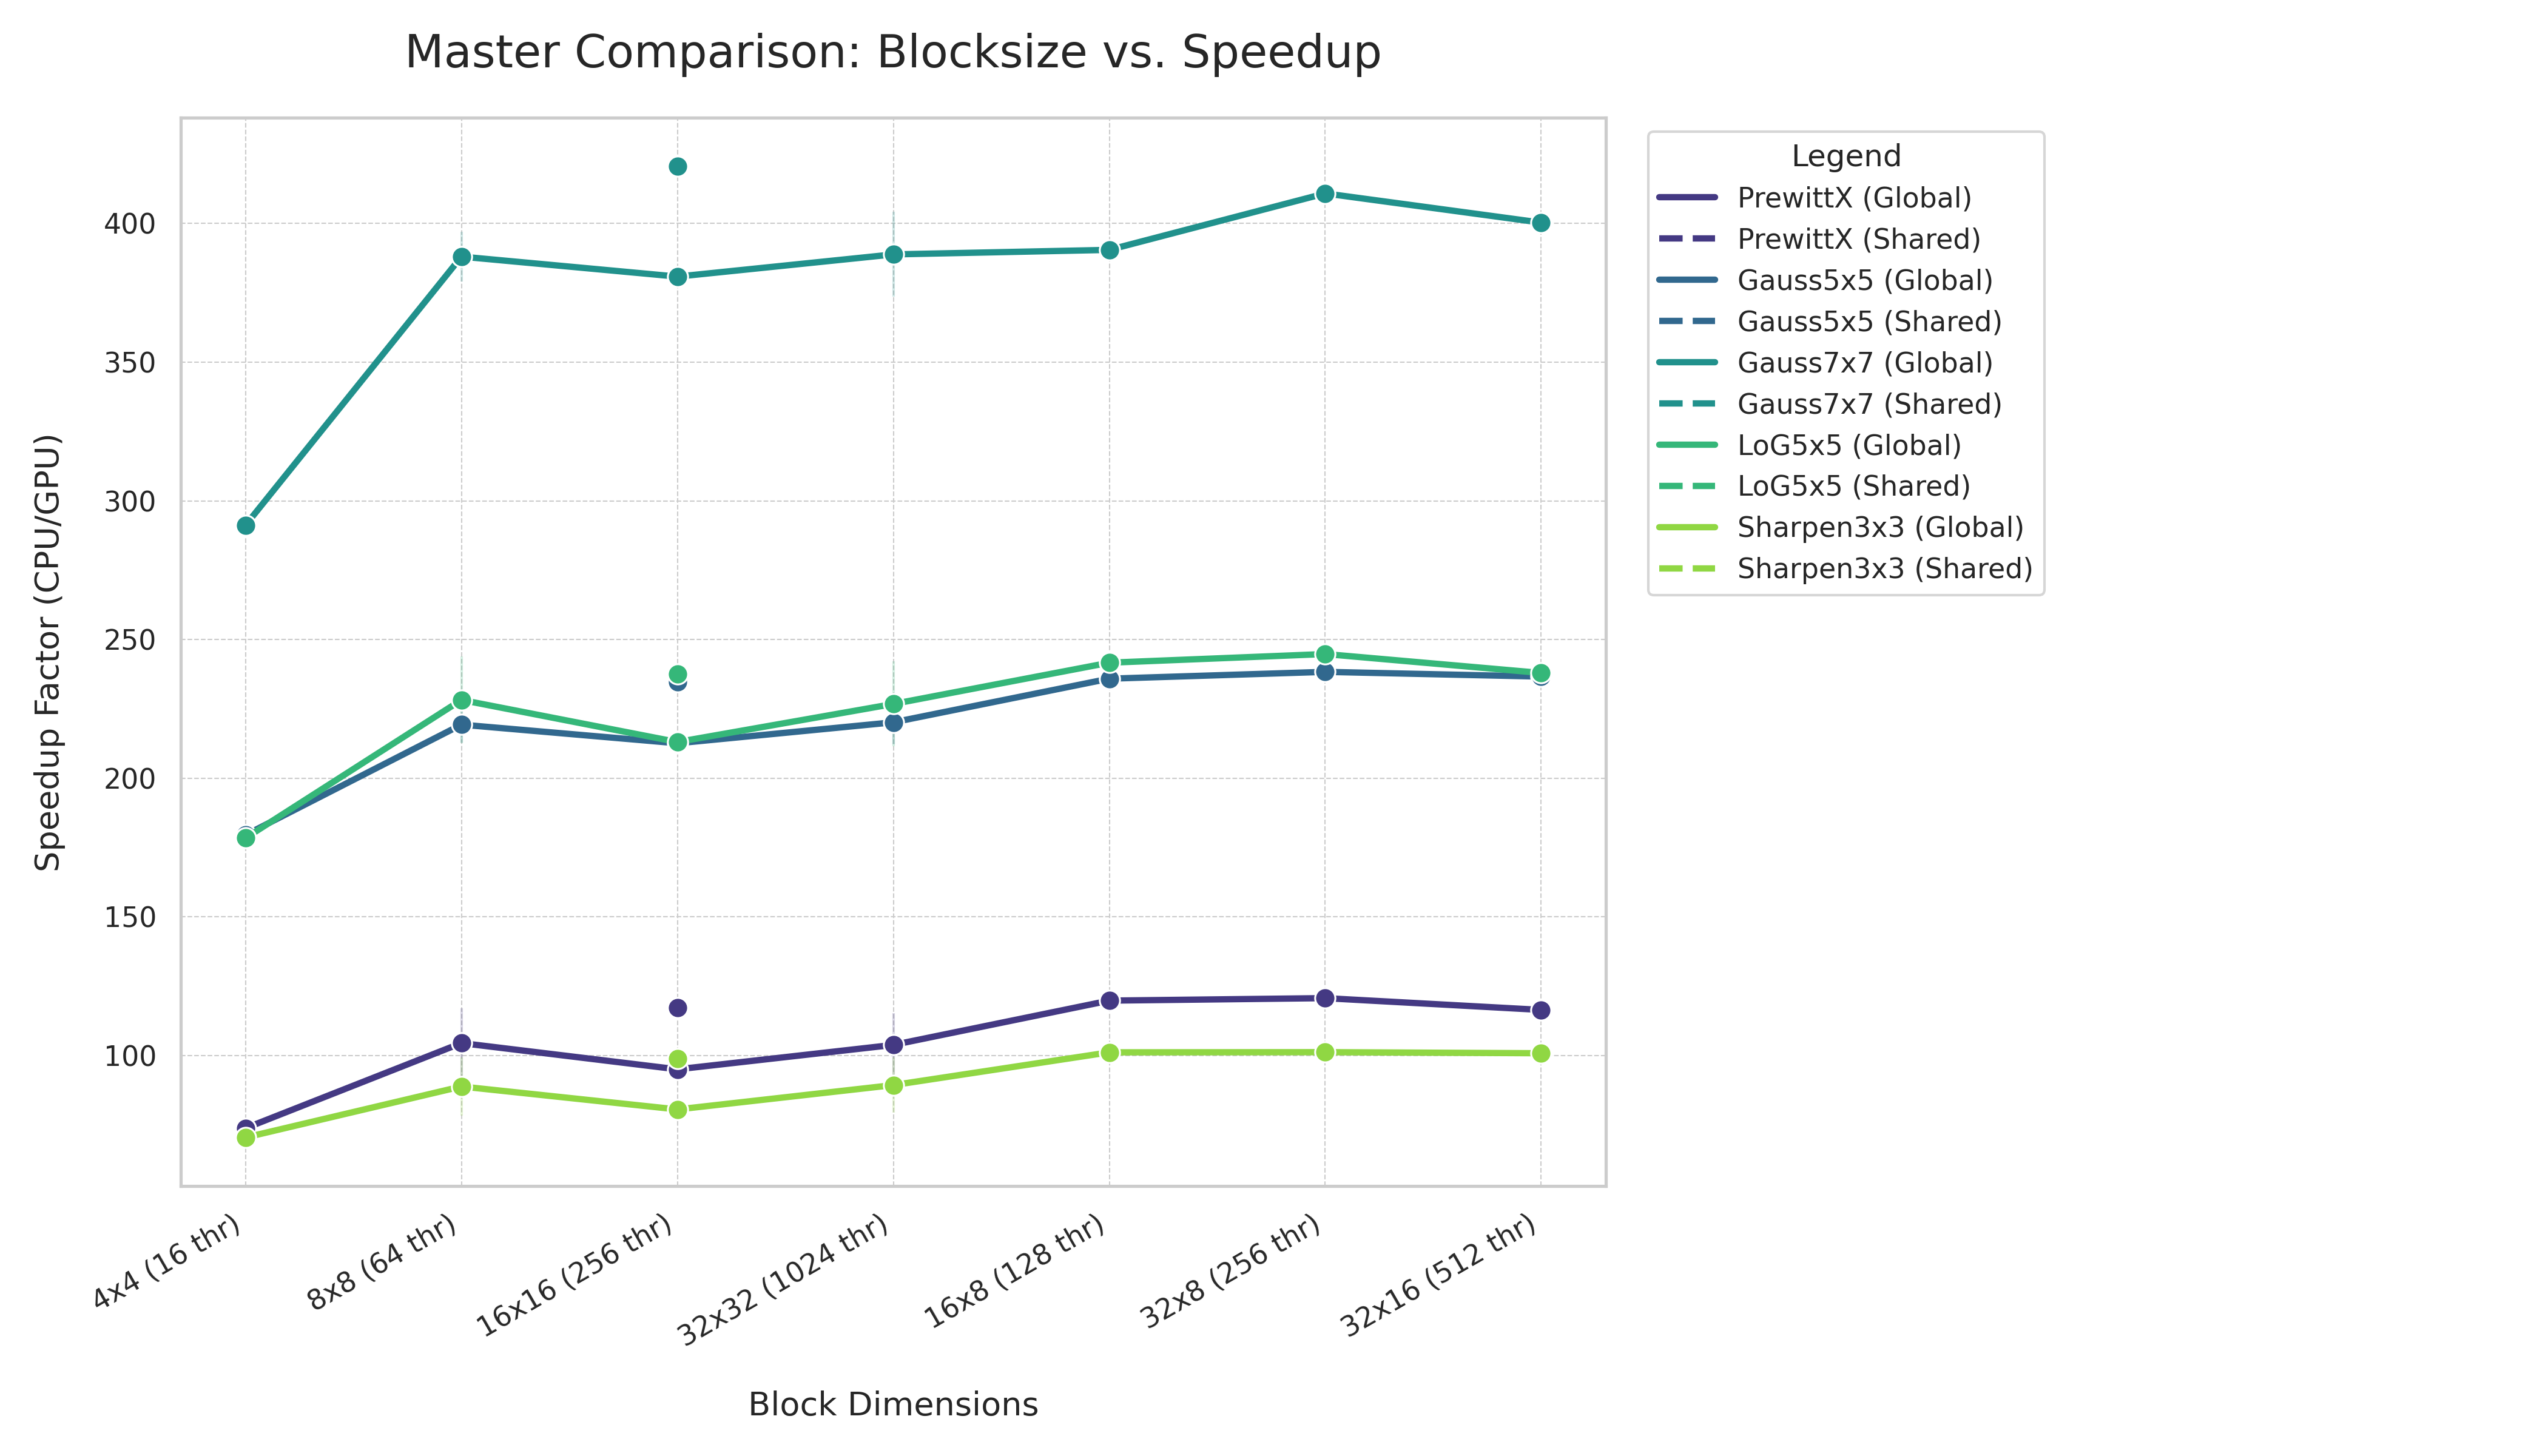 Master Comparison: Blocksize vs. Speedup
Legend
PrewittX (Global)
PrewittX (Shared)
Gauss5x5 (Global)
Gauss5x5 (Shared)
Gauss7x7 (Global)
Gauss7x7 (Shared)
LoG5x5 (Global)
LoG5x5 (Shared)
Sharpen3x3 (Global)
Sharpen3x3 (Shared)
Speedup Factor (CPU/GPU)
400
350
300
250
200
150
100
4x4 (16 thr)
8x8 (64 thr)
16x16 (256 thr)
32x32 (1024 thr)
16x8 (128 thr)
32x8 (256 thr)
32x16 (512 thr)
Block Dimensions